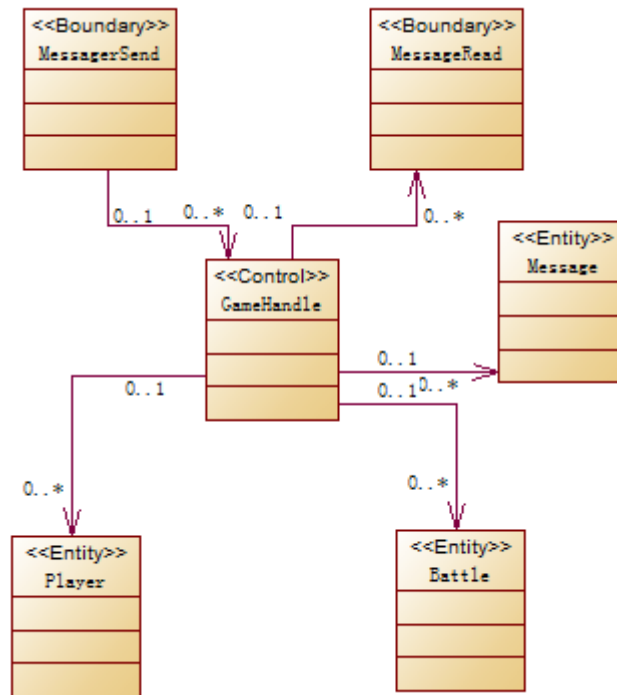 <<Boundary>>
MessagerSend
<<Boundary>>
MessageRead
0..1
0..*
0..1
0..*
<<Entity>>
Message
<<Control>>
GameHandle
0..1
0..1
0..*
0..1
0..*
0..*
<<Entity>>
Player
<<Entity>>
Battle